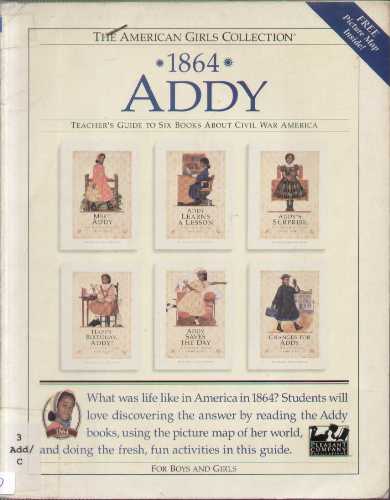 THE AMERICAN GIRLS COLLECTION®
FREE
Picture Map
Inside!
1864
ADDY
TEACHER'S GUIDE TO SIX BOOKS ABOUT CIVIL WAR AMERICA
MEET
ADDY
ADDY
LEARNS
A LESSON
ADDY'S
SURPRISE
HAPPY
BIRTHDAY,
ADDY!
ADDY
SAVES
THE DAY
CHANGES FOR
ADDY
What was life like in America in 1864? Students will
love discovering the answer by reading the Addy
books, using the picture map of her world,
and doing the fresh, fun activities in this guide.
1864
PLEASANT
COMPANY
3
Add/
C
FOR BOYS AND GIRLS